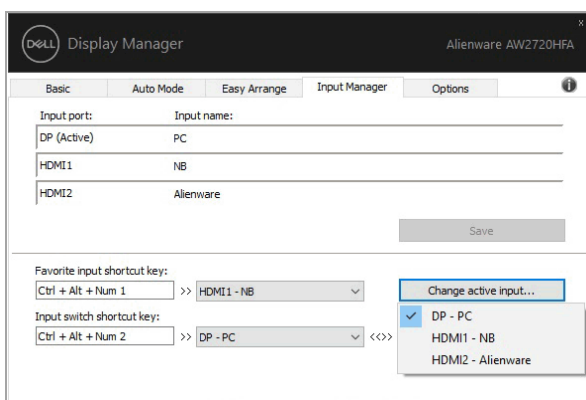 DELL Display Manager Alienware AW2720HFA
x
Basic Auto Mode Easy Arrange Input Manager Options i
Input port: Input name:
DP (Active) PC
HDMI1 NB
HDMI2 Alienware
Save
Favorite input shortcut key:
Ctrl + Alt + Num 1 >> HDMI1 - NB Change active input...
Input switch shortcut key:
Ctrl + Alt + Num 2 >> DP - PC <<>>
DP - PC
HDMI1 - NB
HDMI2 - Alienware